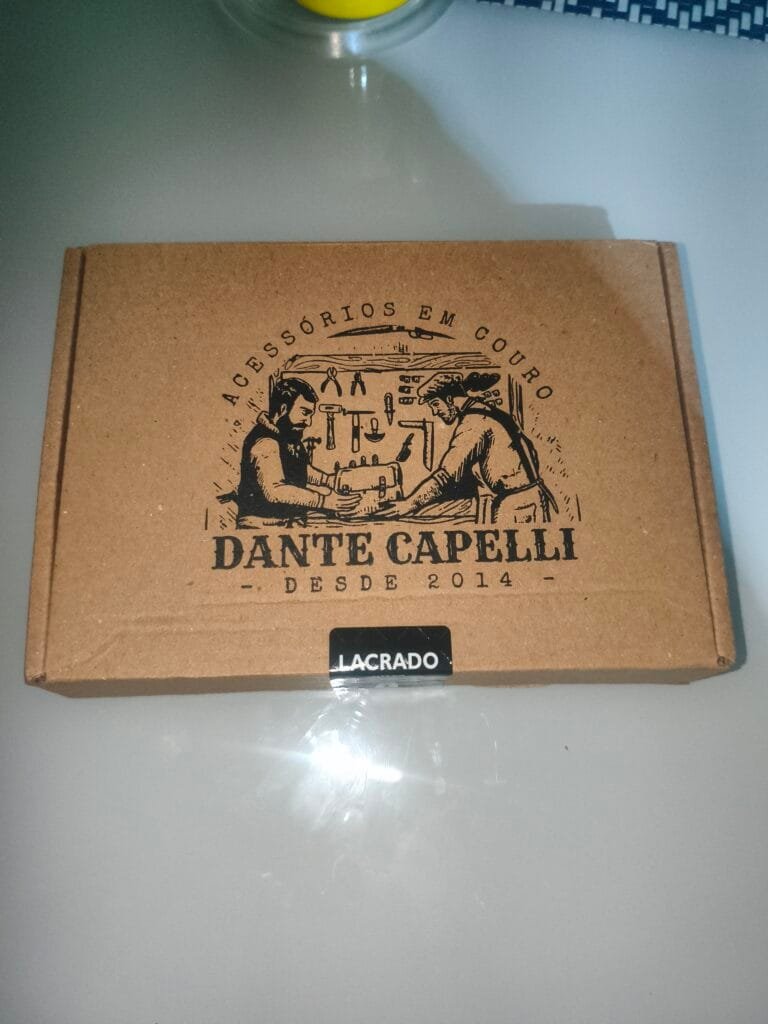 ACESSÓRIOS EM COURO
DANTE CAPELLI
- DESDE 2014 -
LACRADO